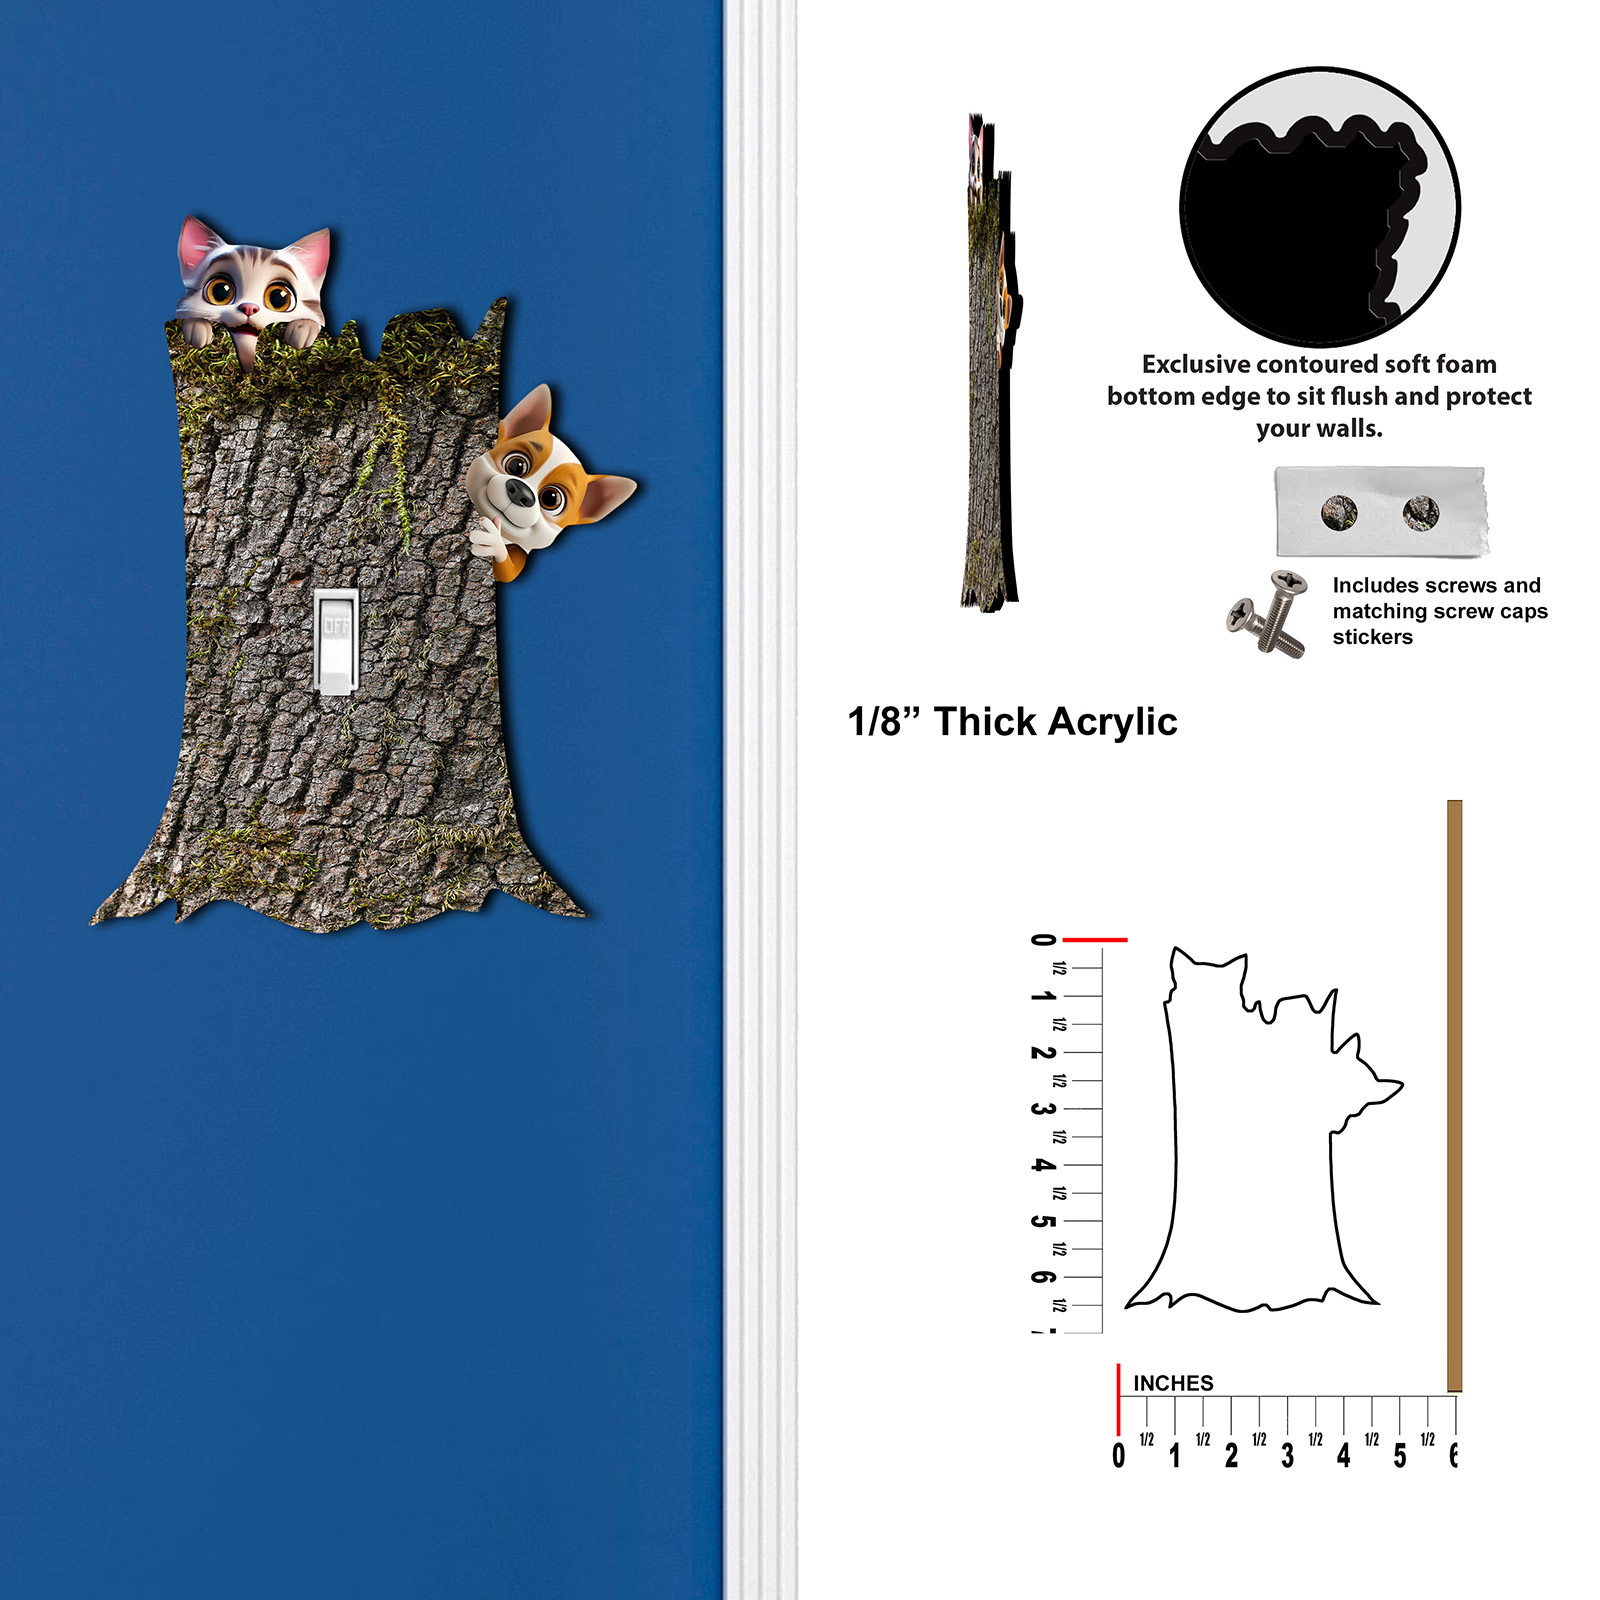 OFF
Exclusive contoured soft foam
bottom edge to sit flush and protect
your walls.
Includes screws and
matching screw caps
stickers
1/8” Thick Acrylic
0
1/2
1
1/2
2
1/2
3
1/2
4
1/2
5
1/2
6
1/2
INCHES
0 1/2 1 1/2 2 1/2 3 1/2 4 1/2 5 1/2 6